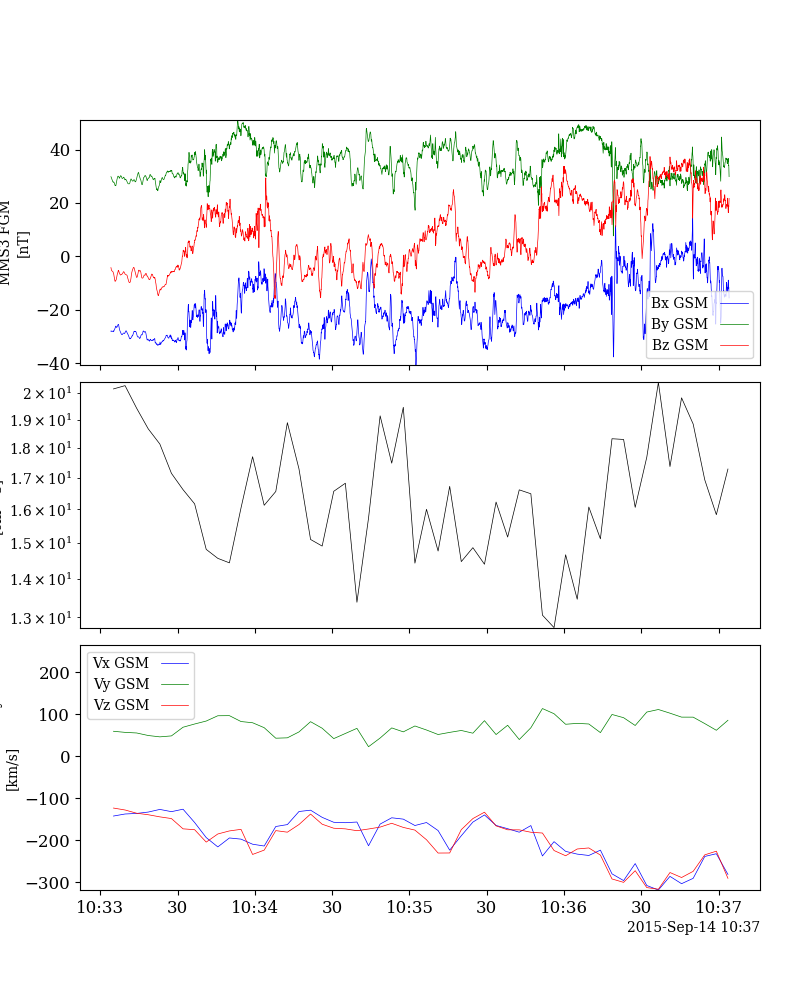 MMS3 FGM
[nT]
40
20
0
−20
−40
Bx GSM
By GSM
Bz GSM
2 × 10¹
1.9 × 10¹
1.8 × 10¹
1.7 × 10¹
1.6 × 10¹
1.5 × 10¹
1.4 × 10¹
1.3 × 10¹
[km/s]
200
100
0
−100
−200
−300
Vx GSM
Vy GSM
Vz GSM
10:33
30
10:34
30
10:35
30
10:36
30
10:37
2015-Sep-14 10:37